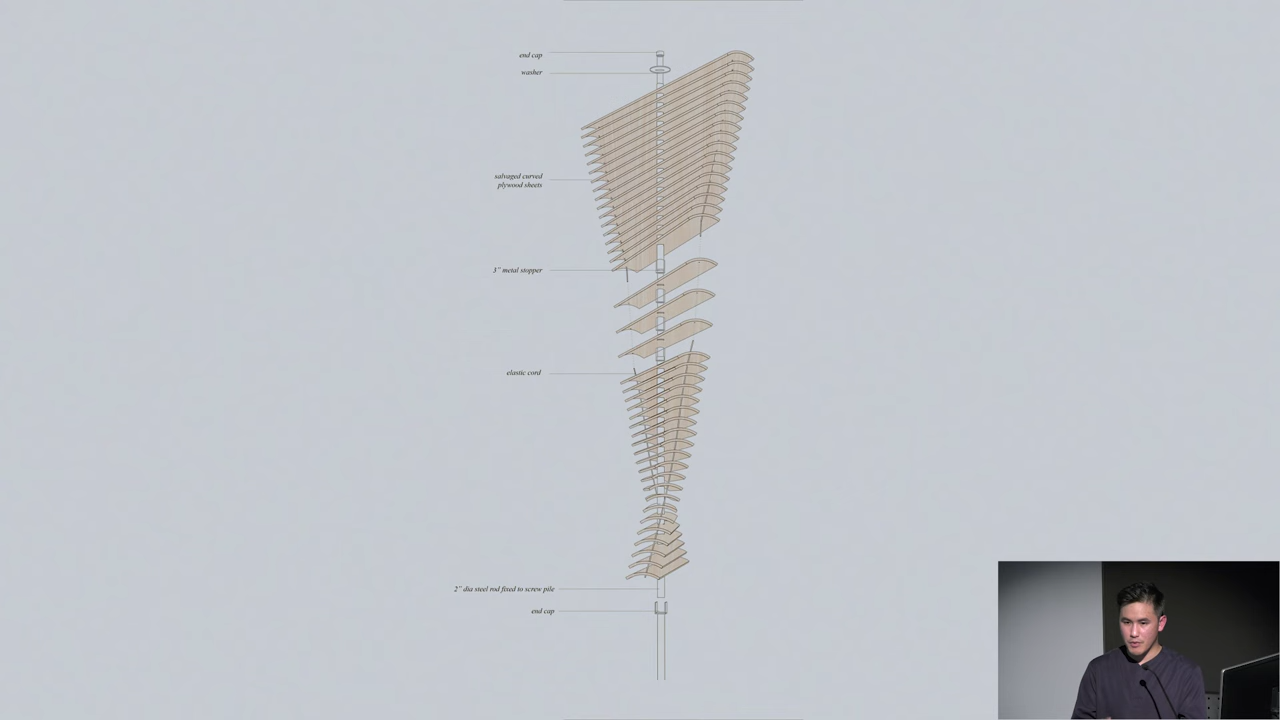 end cap
washer
salvaged curved
plywood sheets
3" metal stopper
elastic cord
2" dia steel rod fixed to screw pile
end cap